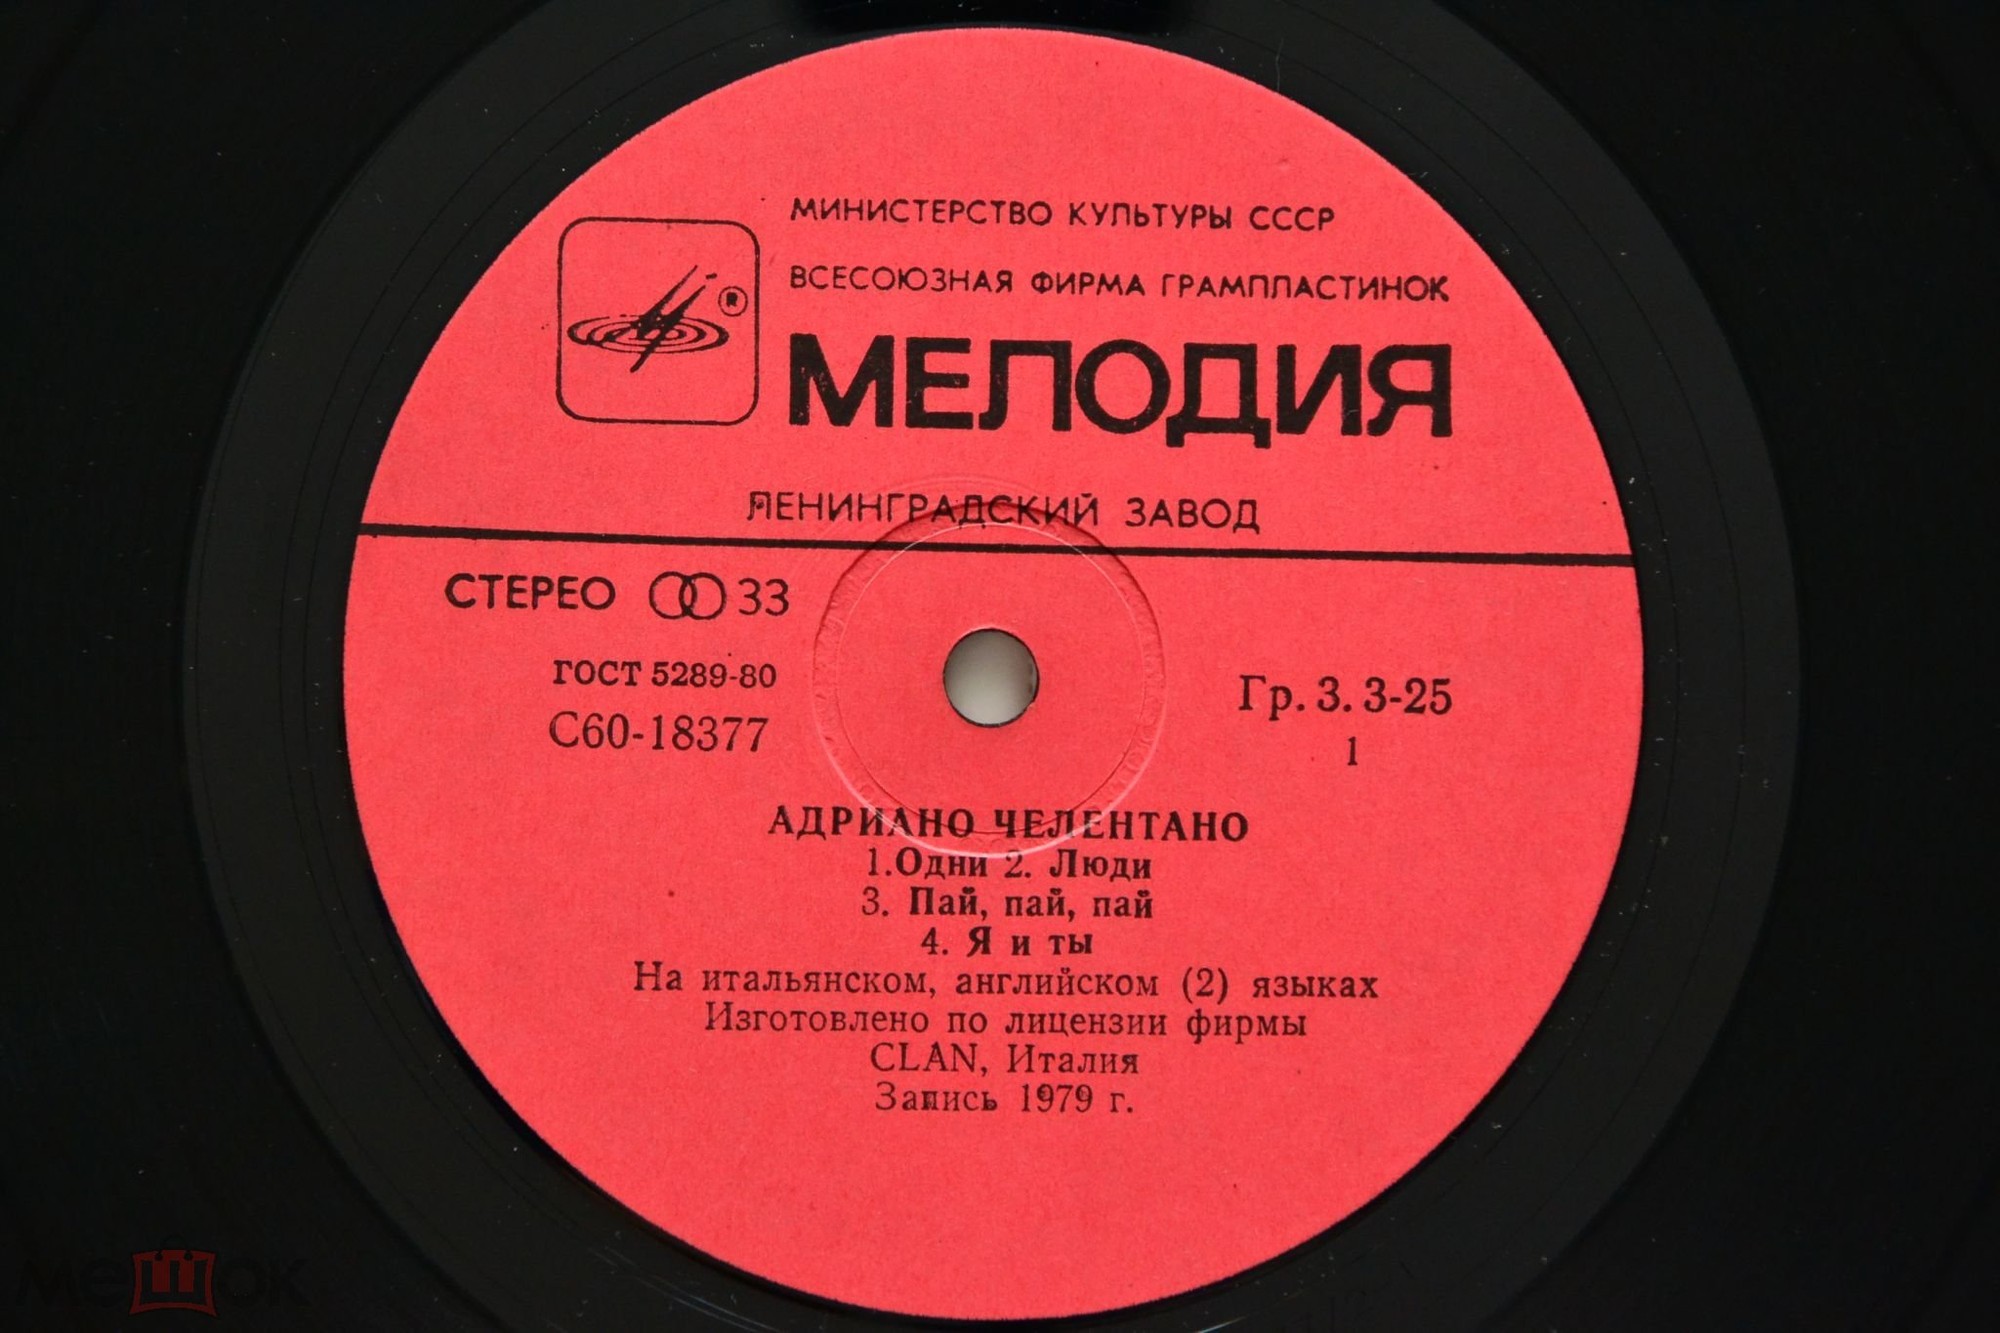 МИНИСТЕРСТВО КУЛЬТУРЫ СССР
ВСЕСОЮЗНАЯ ФИРМА ГРАМПЛАСТИНОК
®
МЕЛОДИЯ
ЛЕНИНГРАДСКИЙ ЗАВОД
СТЕРЕО 33
ГОСТ 5289-80
С60-18377
Гр. 3. 3-25
1
АДРИАНО ЧЕЛЕНТАНО
1.Одни 2. Люди
3. Пай, пай, пай
4. Я и ты
На итальянском, английском (2) языках
Изготовлено по лицензии фирмы
CLAN, Италия
Запись 1979 г.
мешок